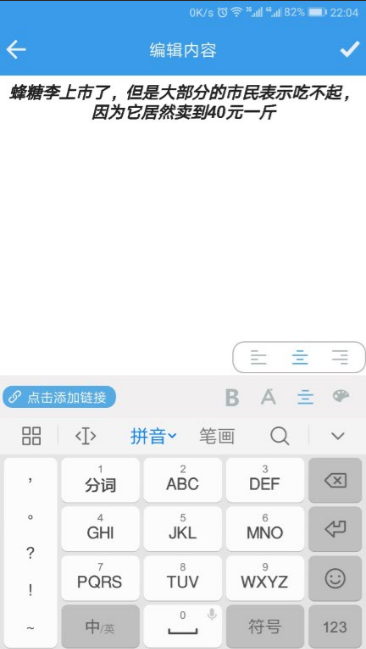 0K/s 82% 22:04
编辑内容
蜂糖李上市了，但是大部分的市民表示吃不起，
因为它居然卖到40元一斤
点击添加链接 B A
拼音 笔画
， 1 2 3
分词 ABC DEF
。 4 5 6
GHI JKL MNO
? 7 8 9
PQRS TUV WXYZ
! 0
~ 中/英 符号 123